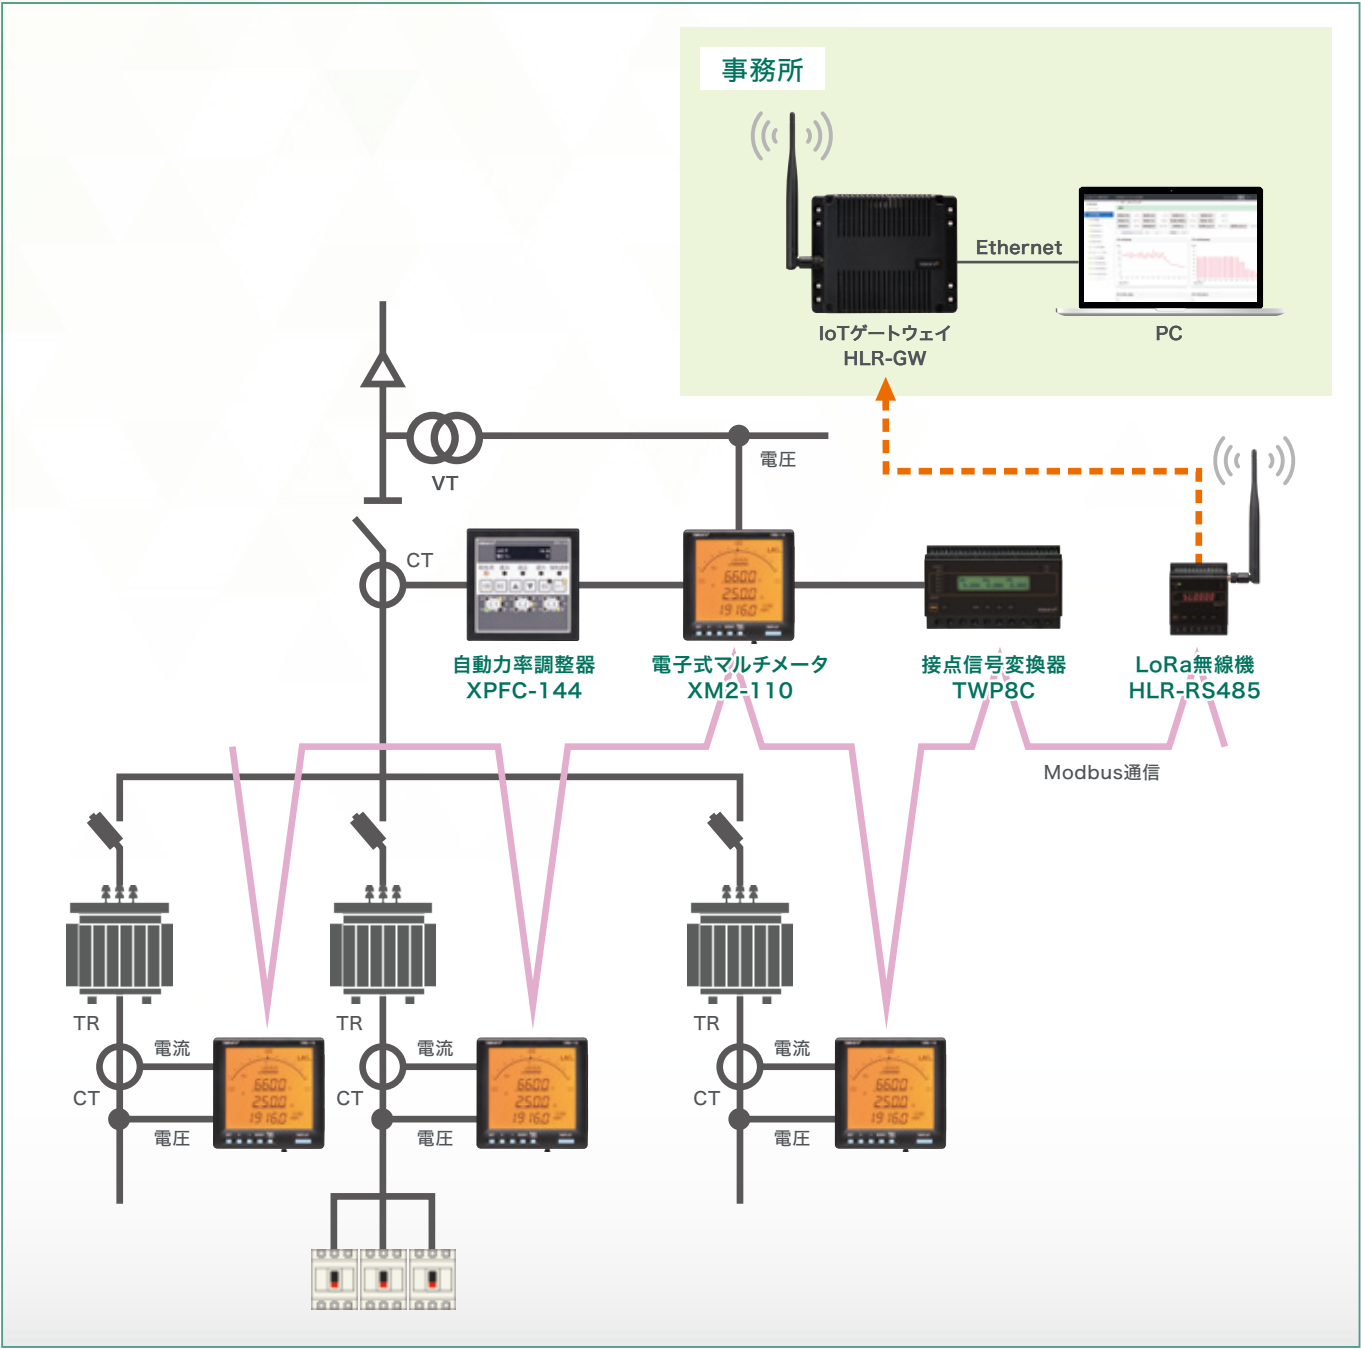 事務所
Ethernet
IoTゲートウェイ
HLR-GW
PC
電圧
VT
CT
自動力率調整器
XPFC-144
電子式マルチメータ
XM2-110
接点信号変換器
TWP8C
LoRa無線機
HLR-RS485
Modbus通信
TR
電流
CT
電圧
TR
電流
CT
電圧
TR
電流
CT
電圧